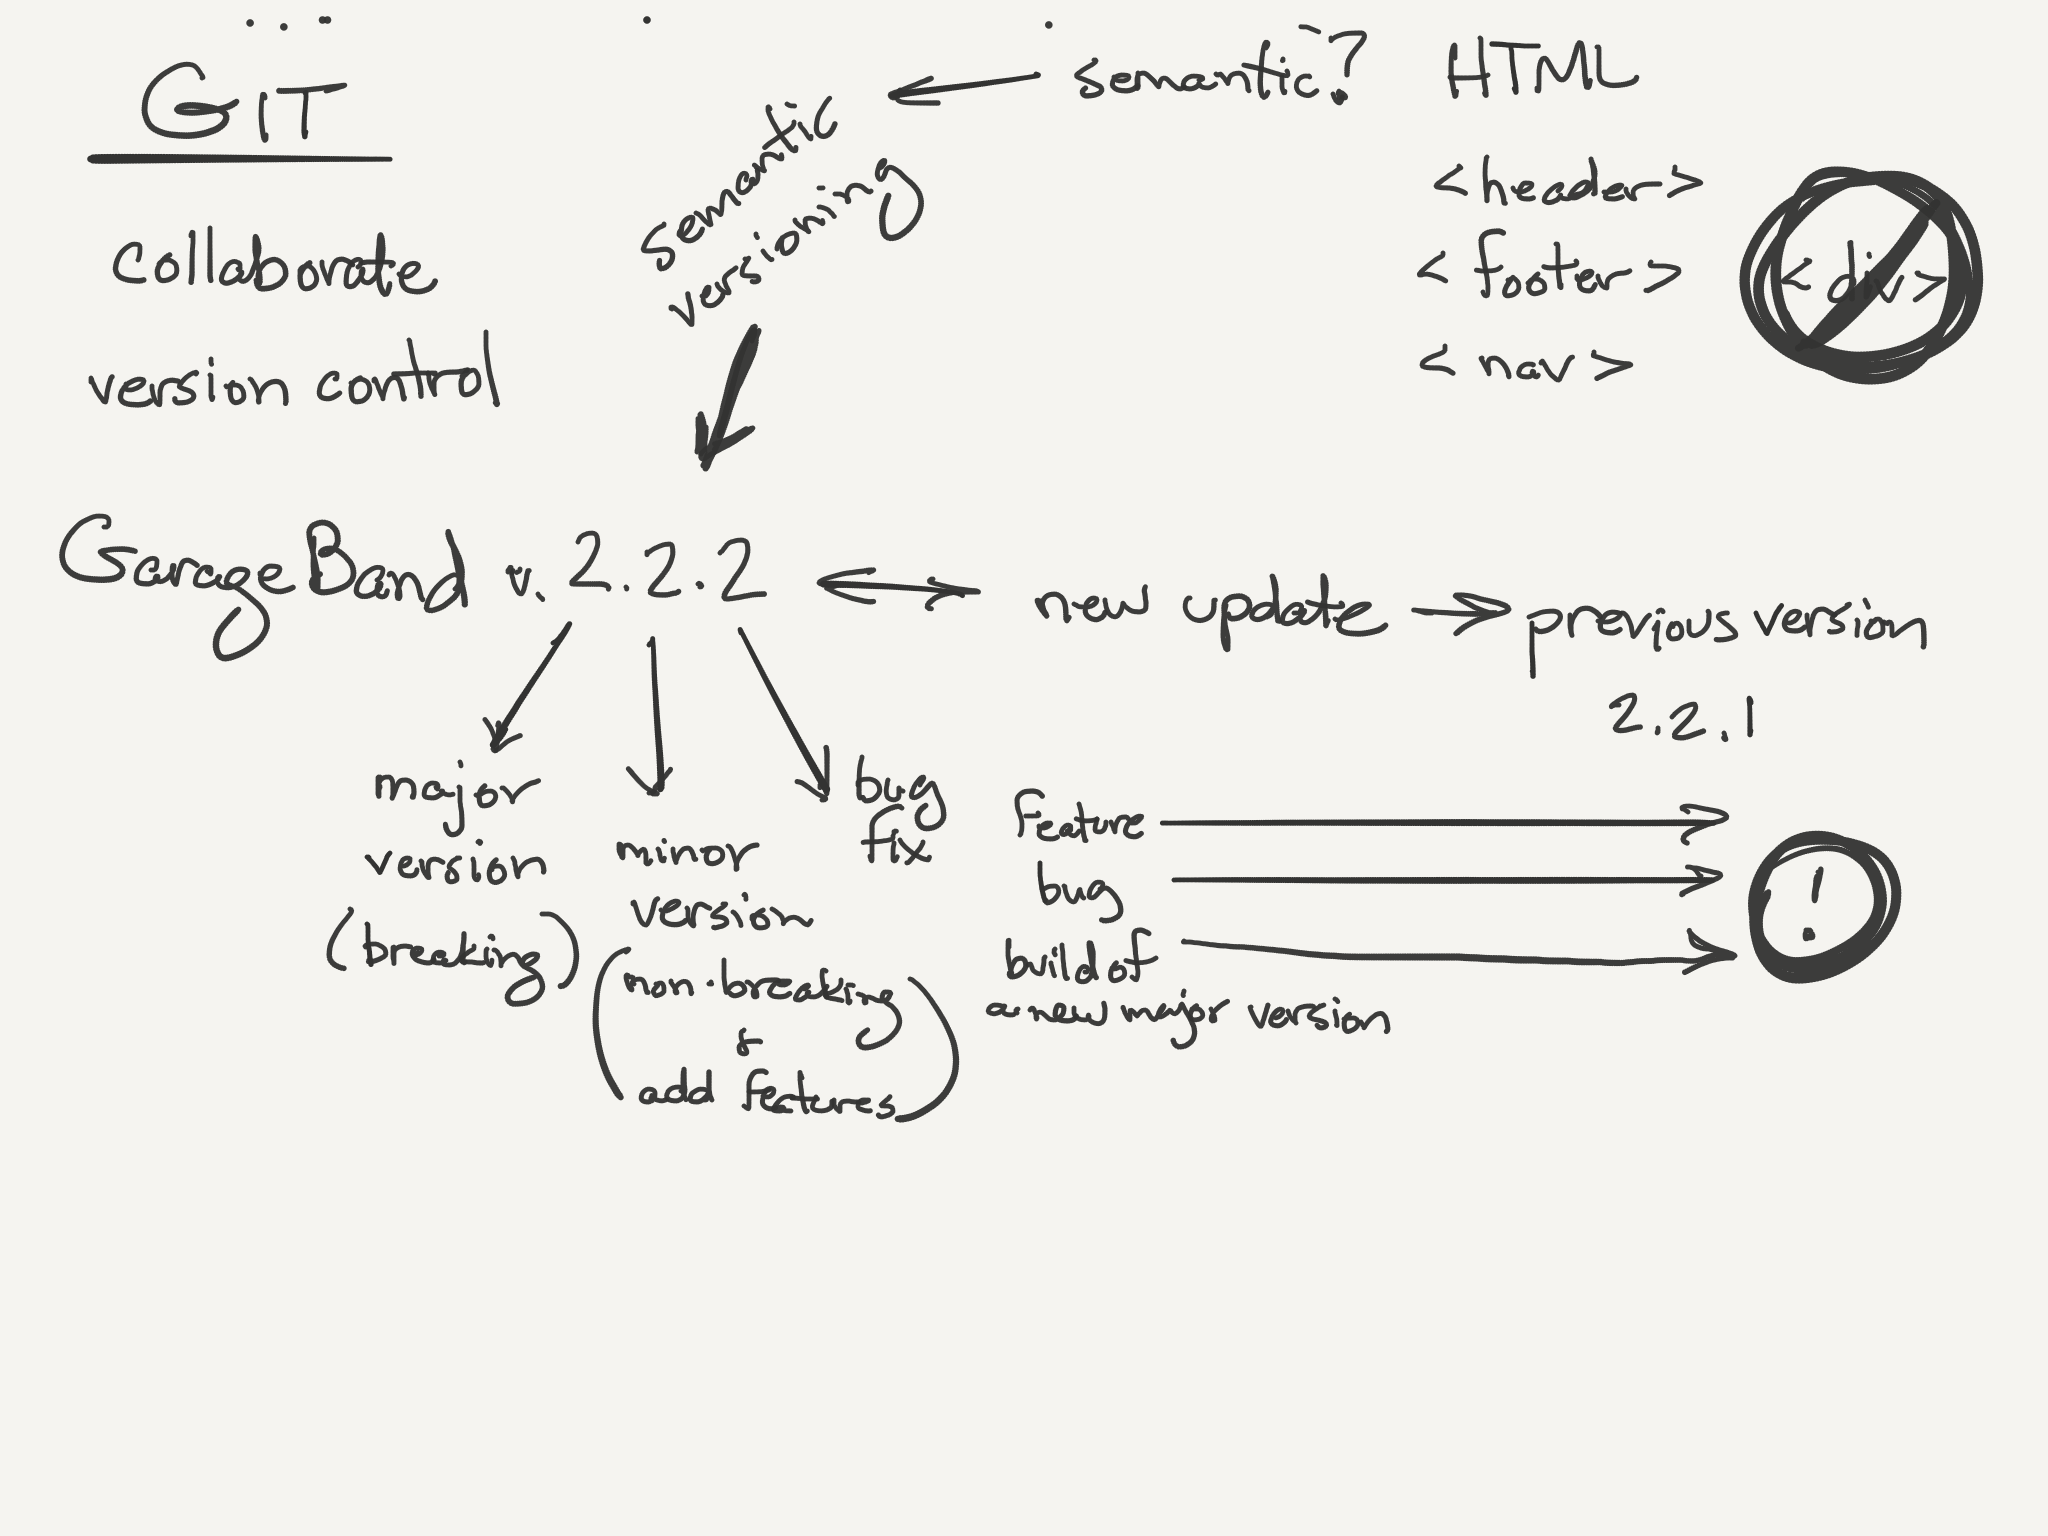 GIT
collaborate
version control
semantic
versioning
semantic?
HTML
<header>
<footer>
<nav>
<div>
GarageBand v. 2.2.2
new update
previous version
2.2.1
major
version
(breaking)
minor
version
(non-breaking
&
add features)
bug
fix
feature
bug
build of
a new major version
!